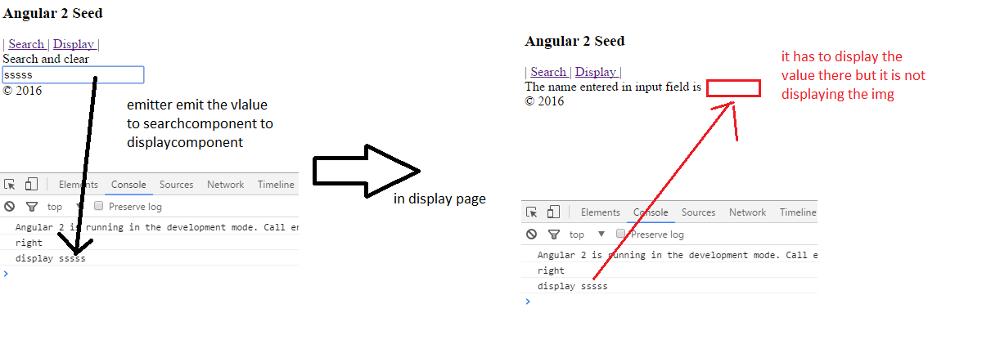 Angular 2 Seed
| Search | Display |
Search and clear
sssss
© 2016
emitter emit the vlalue
to searchcomponent to
displaycomponent
Elements Console Sources Network Timeline
top Preserve log
Angular 2 is running in the development mode. Call en
right
display sssss
in display page
Angular 2 Seed
| Search | Display |
The name entered in input field is
© 2016
it has to display the
value there but it is not
displaying the img
Elements Console Sources Network Timeline
top Preserve log
Angular 2 is running in the development mode. Call e
right
display sssss